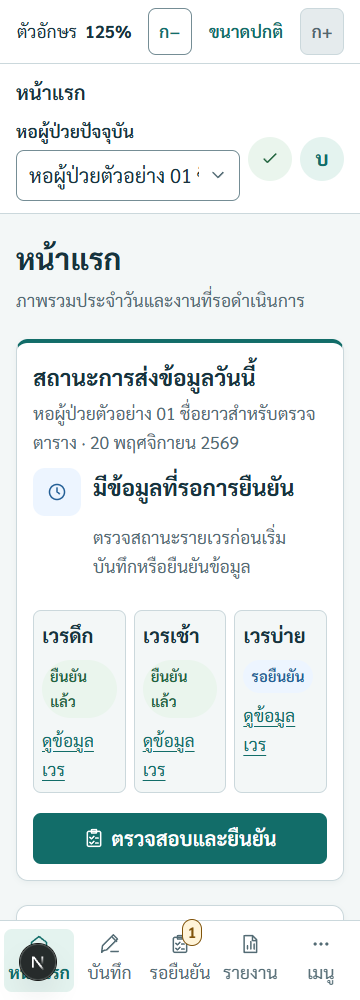 ตัวอักษร 125% ก− ขนาดปกติ ก+
หน้าแรก
หอผู้ป่วยปัจจุบัน
หอผู้ป่วยตัวอย่าง 01
บ
หน้าแรก
ภาพรวมประจำวันและงานที่รอดำเนินการ
สถานะการส่งข้อมูลวันนี้
หอผู้ป่วยตัวอย่าง 01 ชื่อยาวสำหรับตรวจ
ตาราง · 20 พฤศจิกายน 2569
มีข้อมูลที่รอการยืนยัน
ตรวจสถานะรายเวรก่อนเริ่ม
บันทึกหรือยืนยันข้อมูล
เวรดึก เวรเช้า เวรบ่าย
ยืนยัน ยืนยัน รอยืนยัน
แล้ว แล้ว
ดูข้อมูล ดูข้อมูล ดูข้อมูล
เวร เวร เวร
ตรวจสอบและยืนยัน
1
N
บันทึก รอยืนยัน รายงาน เมนู